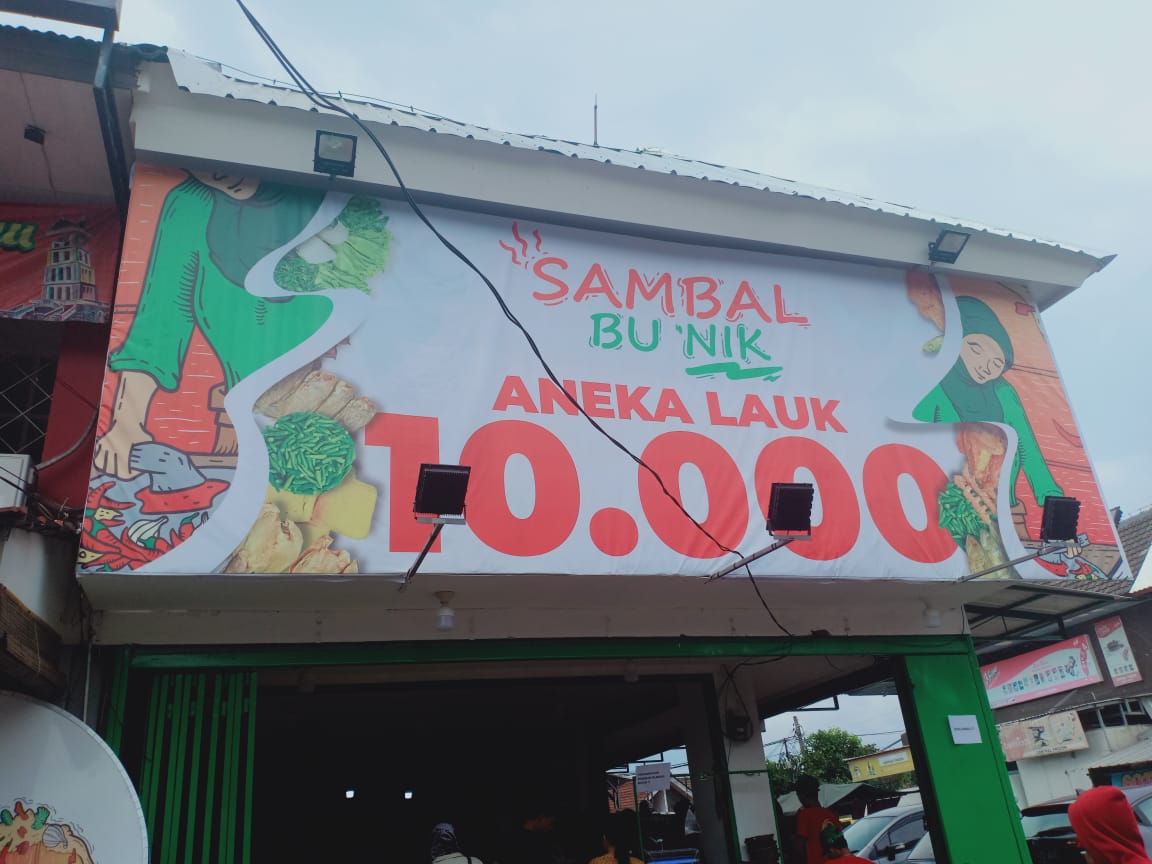 SAMBAL
BU NIK
ANEKA LAUK
10.000